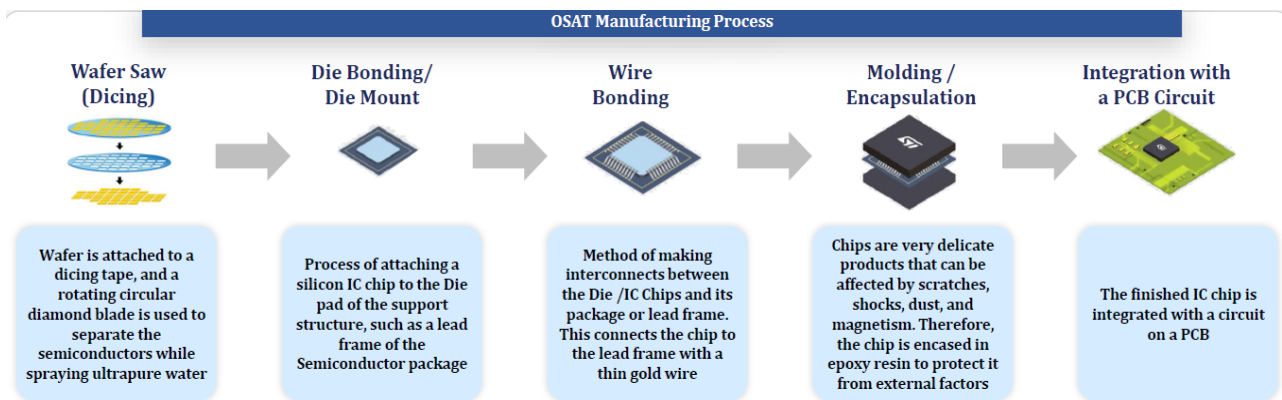 OSAT Manufacturing Process
Wafer Saw
(Dicing)
Die Bonding/
Die Mount
Wire
Bonding
Molding /
Encapsulation
Integration with
a PCB Circuit
ST
Wafer is attached to a
dicing tape, and a
rotating circular
diamond blade is used to
separate the
semiconductors while
spraying ultrapure water
Process of attaching a
silicon IC chip to the Die
pad of the support
structure, such as a lead
frame of the
Semiconductor package
Method of making
interconnects between
the Die /IC Chips and its
package or lead frame.
This connects the chip to
the lead frame with a
thin gold wire
Chips are very delicate
products that can be
affected by scratches,
shocks, dust, and
magnetism. Therefore,
the chip is encased in
epoxy resin to protect it
from external factors
The finished IC chip is
integrated with a circuit
on a PCB